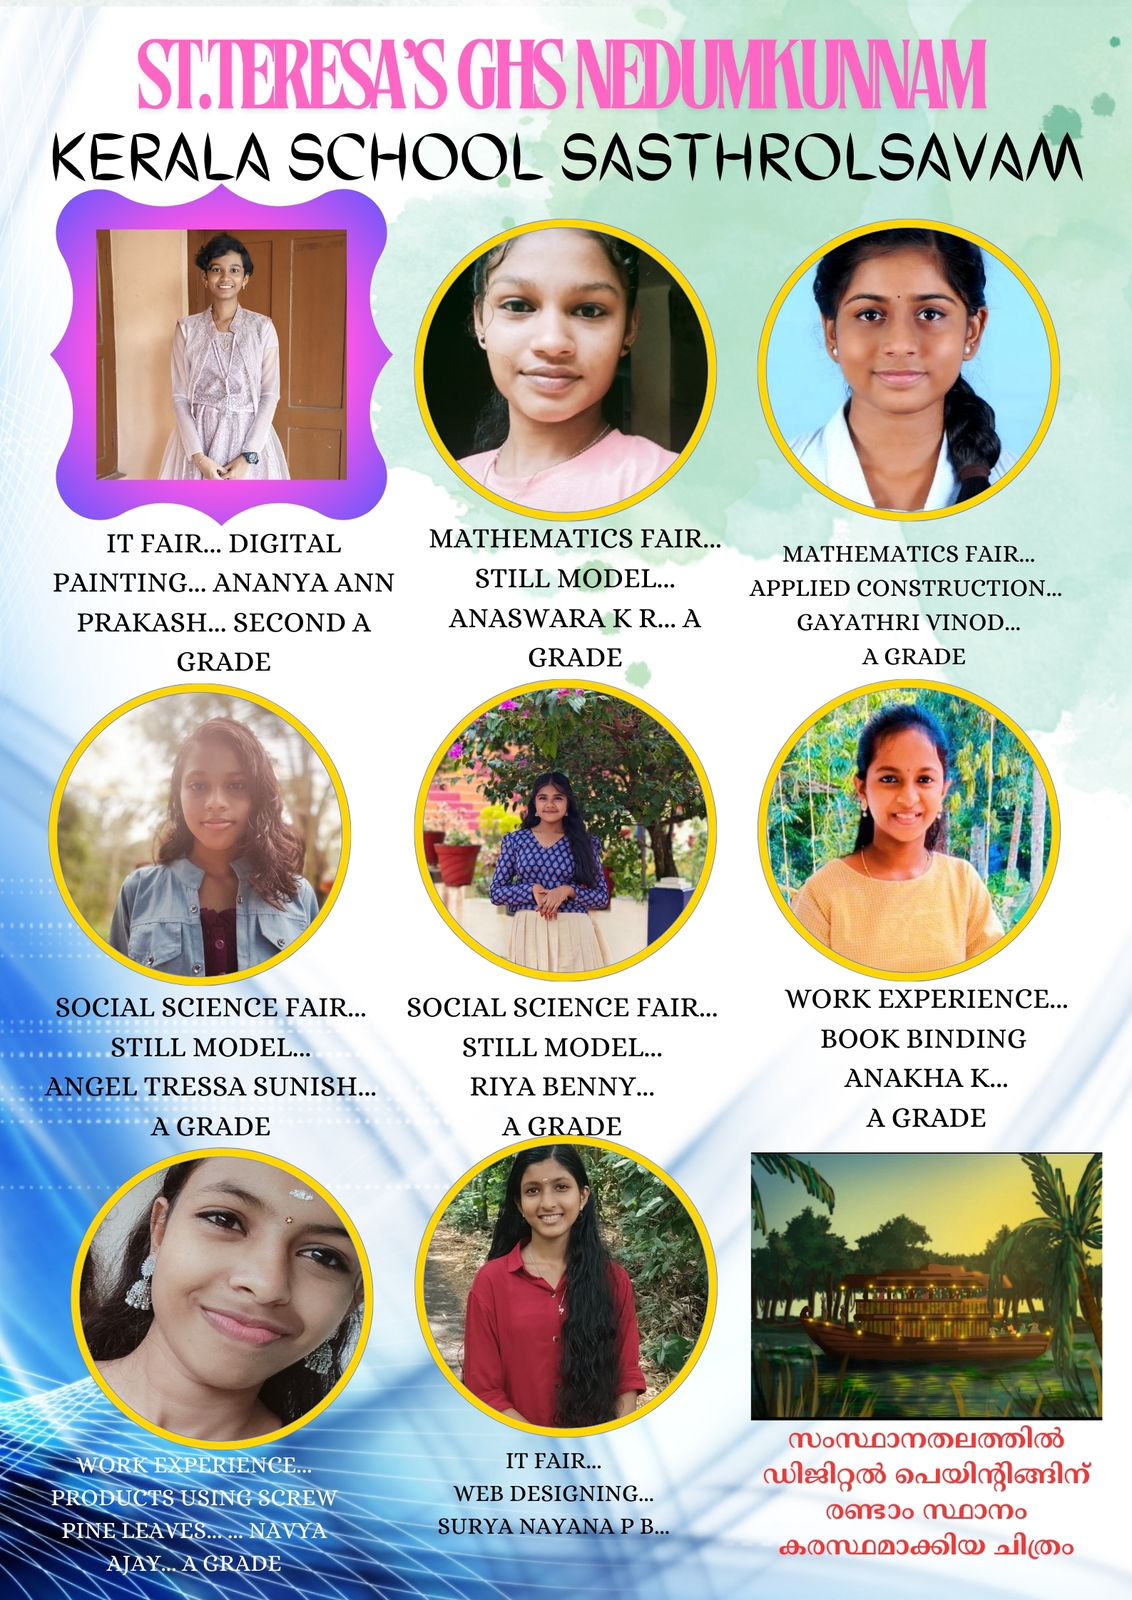 ST.TERESA'S GHS NEDUMKUNNAM
KERALA SCHOOL SASTHROLSAVAM
IT FAIR... DIGITAL
PAINTING... ANANYA ANN
PRAKASH... SECOND A
GRADE
MATHEMATICS FAIR...
STILL MODEL...
ANASWARA K R... A
GRADE
MATHEMATICS FAIR...
APPLIED CONSTRUCTION...
GAYATHRI VINOD...
A GRADE
SOCIAL SCIENCE FAIR...
STILL MODEL...
ANGEL TRESSA SUNISH...
A GRADE
SOCIAL SCIENCE FAIR...
STILL MODEL...
RIYA BENNY...
A GRADE
WORK EXPERIENCE...
BOOK BINDING
ANAKHA K...
A GRADE
WORK EXPERIENCE...
PRODUCTS USING SCREW
PINE LEAVES... ... NAVYA
AJAY... A GRADE
IT FAIR...
WEB DESIGNING...
SURYA NAYANA P B...
സംസ്ഥാനതലത്തിൽ
ഡിജിറ്റൽ പെയിന്റിങ്ങിന്
രണ്ടാം സ്ഥാനം
കരസ്ഥമാക്കിയ ചിത്രം